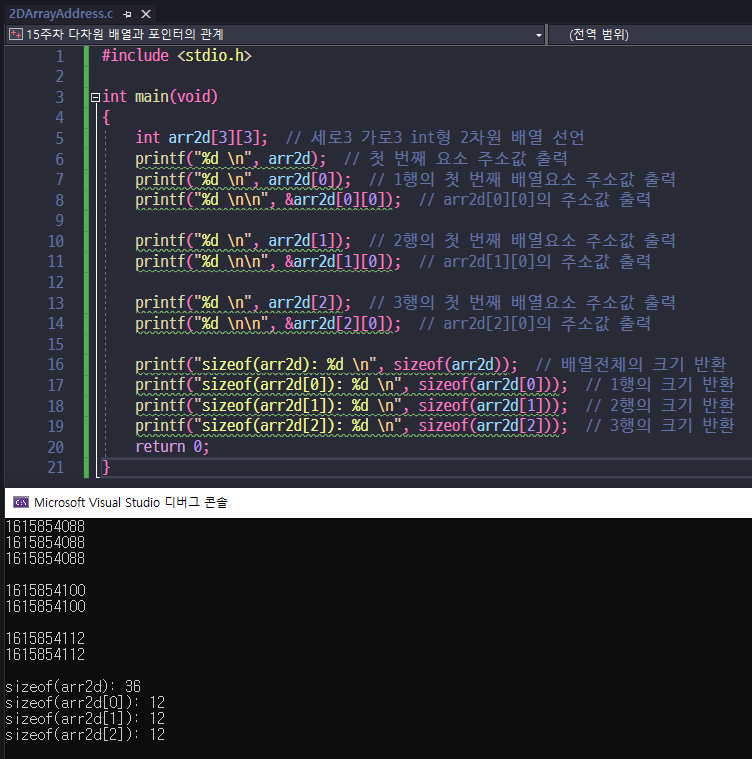 2DArrayAddress.c
15주차 다차원 배열과 포인터의 관계 (전역 범위)
1 #include <stdio.h>
2
3 int main(void)
4 {
5 int arr2d[3][3];  // 세로3 가로3 int형 2차원 배열 선언
6 printf("%d \n", arr2d);  // 첫 번째 요소 주소값 출력
7 printf("%d \n", arr2d[0]);  // 1행의 첫 번째 배열요소 주소값 출력
8 printf("%d \n\n", &arr2d[0][0]);  // arr2d[0][0]의 주소값 출력
9
10 printf("%d \n", arr2d[1]);  // 2행의 첫 번째 배열요소 주소값 출력
11 printf("%d \n\n", &arr2d[1][0]);  // arr2d[1][0]의 주소값 출력
12
13 printf("%d \n", arr2d[2]);  // 3행의 첫 번째 배열요소 주소값 출력
14 printf("%d \n\n", &arr2d[2][0]);  // arr2d[2][0]의 주소값 출력
15
16 printf("sizeof(arr2d): %d \n", sizeof(arr2d));  // 배열전체의 크기 반환
17 printf("sizeof(arr2d[0]): %d \n", sizeof(arr2d[0]));  // 1행의 크기 반환
18 printf("sizeof(arr2d[1]): %d \n", sizeof(arr2d[1]));  // 2행의 크기 반환
19 printf("sizeof(arr2d[2]): %d \n", sizeof(arr2d[2]));  // 3행의 크기 반환
20 return 0;
21 }
Microsoft Visual Studio 디버그 콘솔
1615854088
1615854088
1615854088
1615854100
1615854100
1615854112
1615854112
sizeof(arr2d): 36
sizeof(arr2d[0]): 12
sizeof(arr2d[1]): 12
sizeof(arr2d[2]): 12